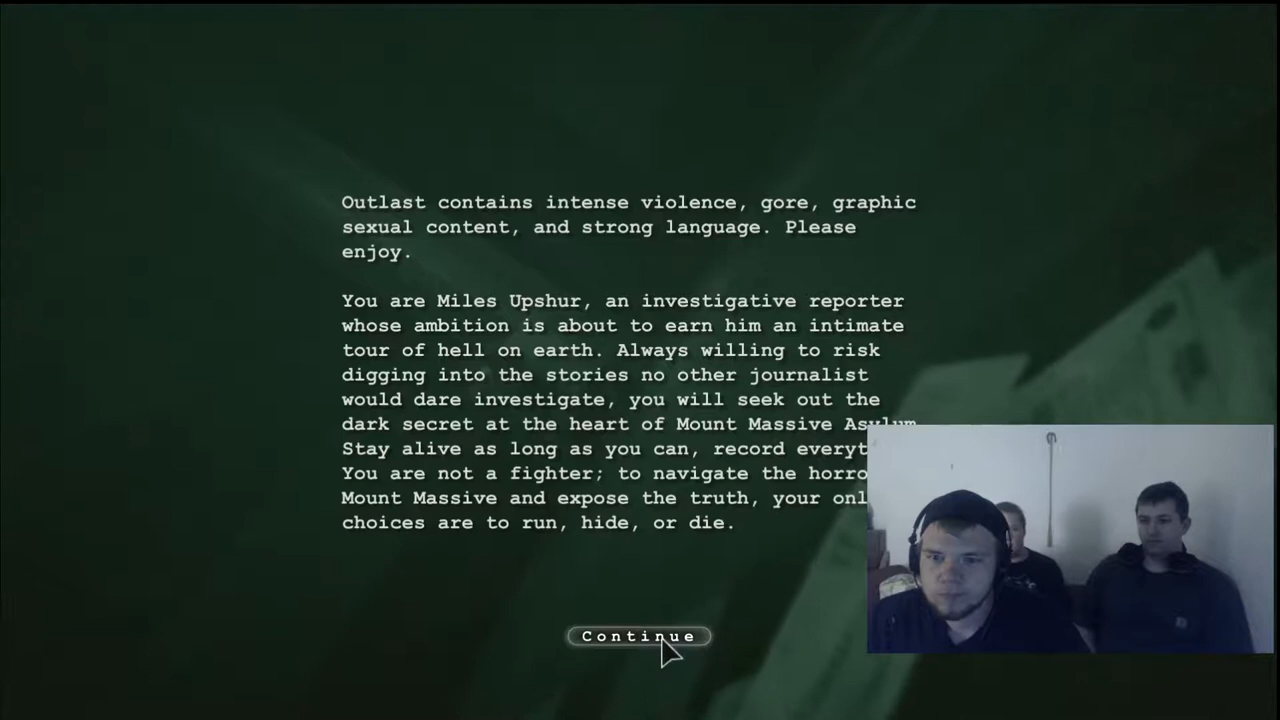 Outlast contains intense violence, gore, graphic
sexual content, and strong language. Please
enjoy.
You are Miles Upshur, an investigative reporter
whose ambition is about to earn him an intimate
tour of hell on earth. Always willing to risk
digging into the stories no other journalist
would dare investigate, you will seek out the
dark secret at the heart of Mount Massive Asylum
Stay alive as long as you can, record everyt
You are not a fighter; to navigate the horro
Mount Massive and expose the truth, your onl
choices are to run, hide, or die.
Continue